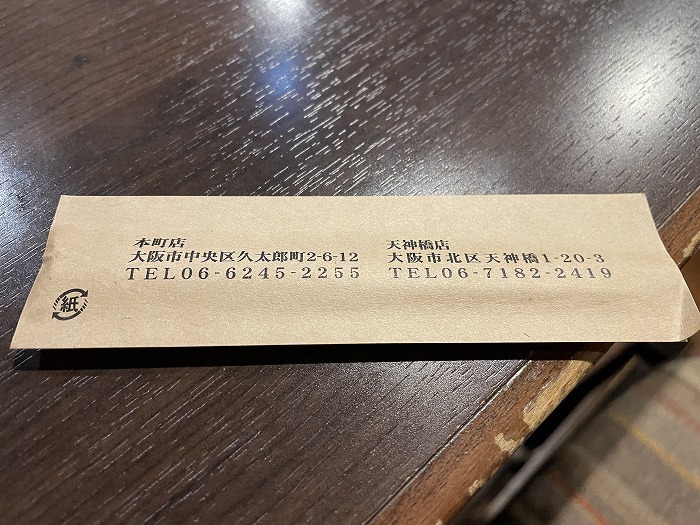 本町店
大阪市中央区久太郎町2-6-12
TEL06-6245-2255
天神橋店
大阪市北区天神橋1-20-3
TEL06-7182-2419
紙